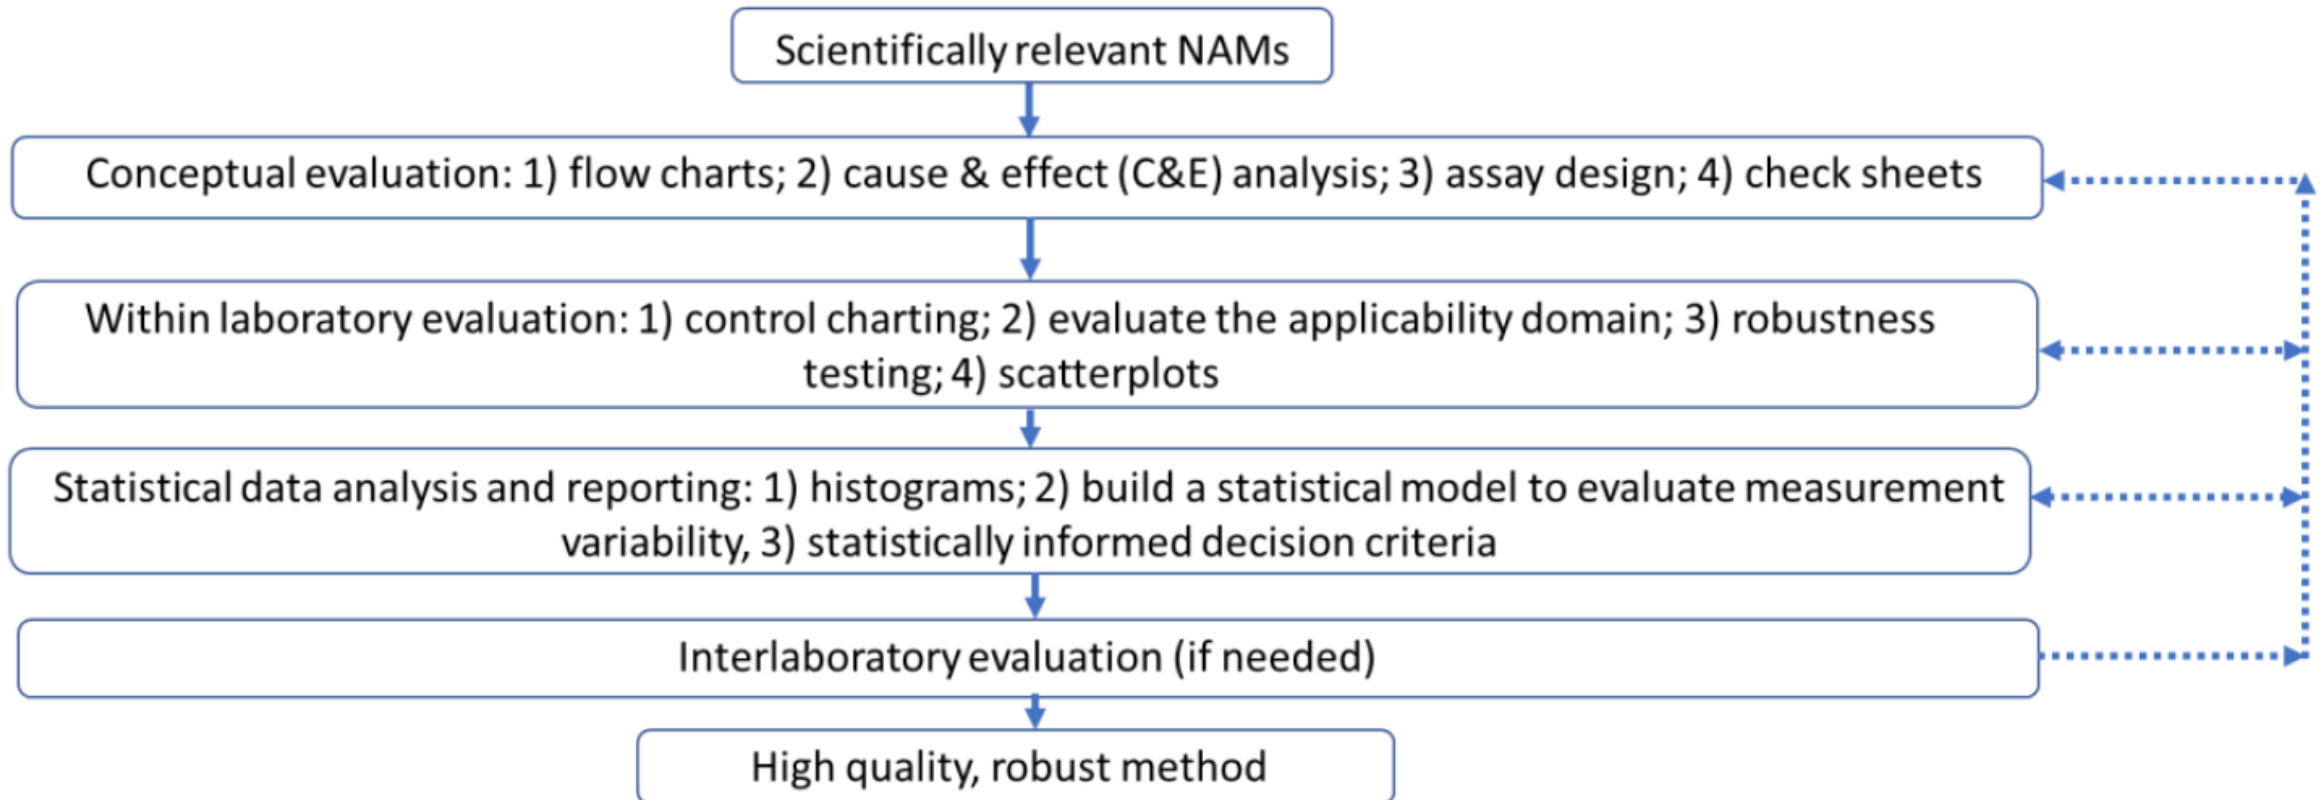 Scientifically relevant NAMs
Conceptual evaluation: 1) flow charts; 2) cause & effect (C&E) analysis; 3) assay design; 4) check sheets
Within laboratory evaluation: 1) control charting; 2) evaluate the applicability domain; 3) robustness
testing; 4) scatterplots
Statistical data analysis and reporting: 1) histograms; 2) build a statistical model to evaluate measurement
variability, 3) statistically informed decision criteria
Interlaboratory evaluation (if needed)
High quality, robust method